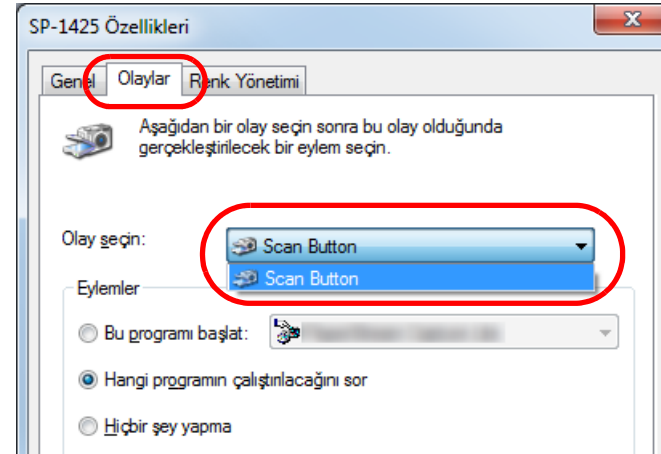 SP-1425 Özellikleri
Genel Olaylar Renk Yönetimi
Aşağıdan bir olay seçin sonra bu olay olduğunda
gerçekleştirilecek bir eylem seçin.
Olay seçin: Scan Button
Scan Button
Eylemler
Bu programı başlat:
Hangi programın çalıştırılacağını sor
Hiçbir şey yapma